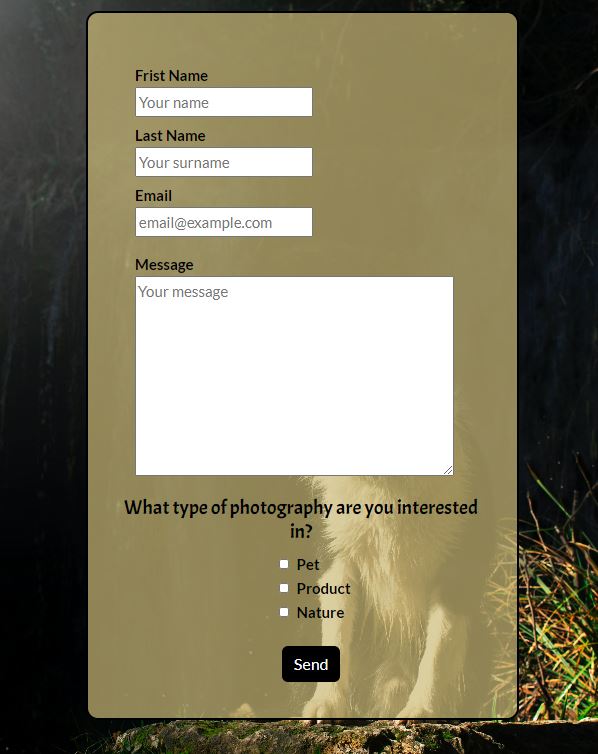 Frist Name
Your name
Last Name
Your surname
Email
email@example.com
Message
Your message
What type of photography are you interested
in?
Pet
Product
Nature
Send